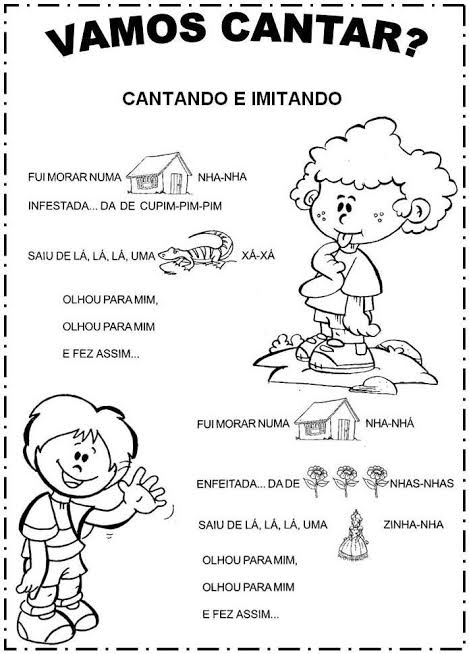 VAMOS CANTAR?
CANTANDO E IMITANDO
FUI MORAR NUMA NHA-NHA
INFESTADA... DA DE CUPIM-PIM-PIM
SAIU DE LÁ, LÁ, LÁ, UMA XÁ-XÁ
OLHOU PARA MIM,
OLHOU PARA MIM
E FEZ ASSIM...
FUI MORAR NUMA NHA-NHÁ
ENFEITADA... DA DE NHAS-NHAS
SAIU DE LÁ, LÁ, LÁ, UMA ZINHA-NHA
OLHOU PARA MIM,
OLHOU PARA MIM
E FEZ ASSIM...